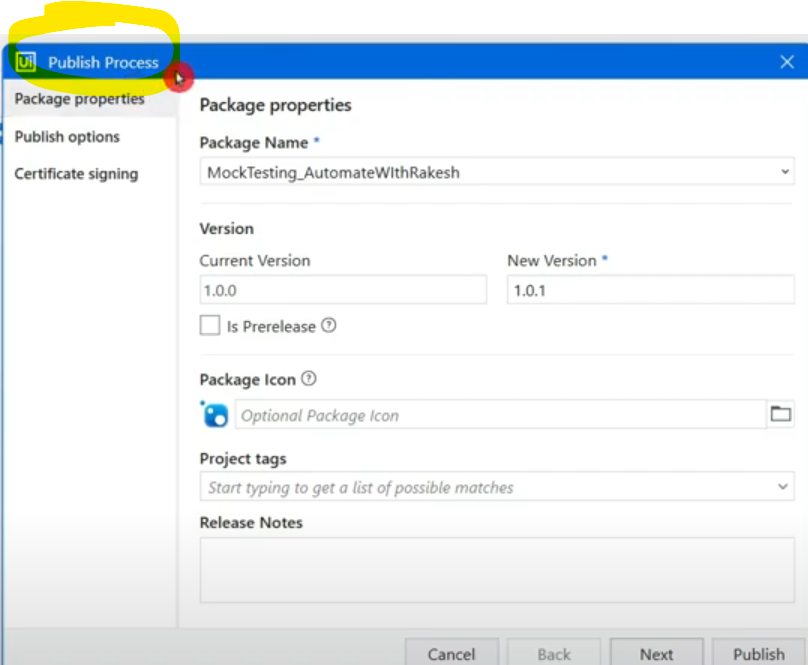 Ui Publish Process
Package properties
Publish options
Certificate signing
Package properties
Package Name *
MockTesting_AutomateWIthRakesh
Version
Current Version New Version *
1.0.0 1.0.1
Is Prerelease ?
Package Icon ?
Optional Package Icon
Project tags
Start typing to get a list of possible matches
Release Notes
Cancel Back Next Publish